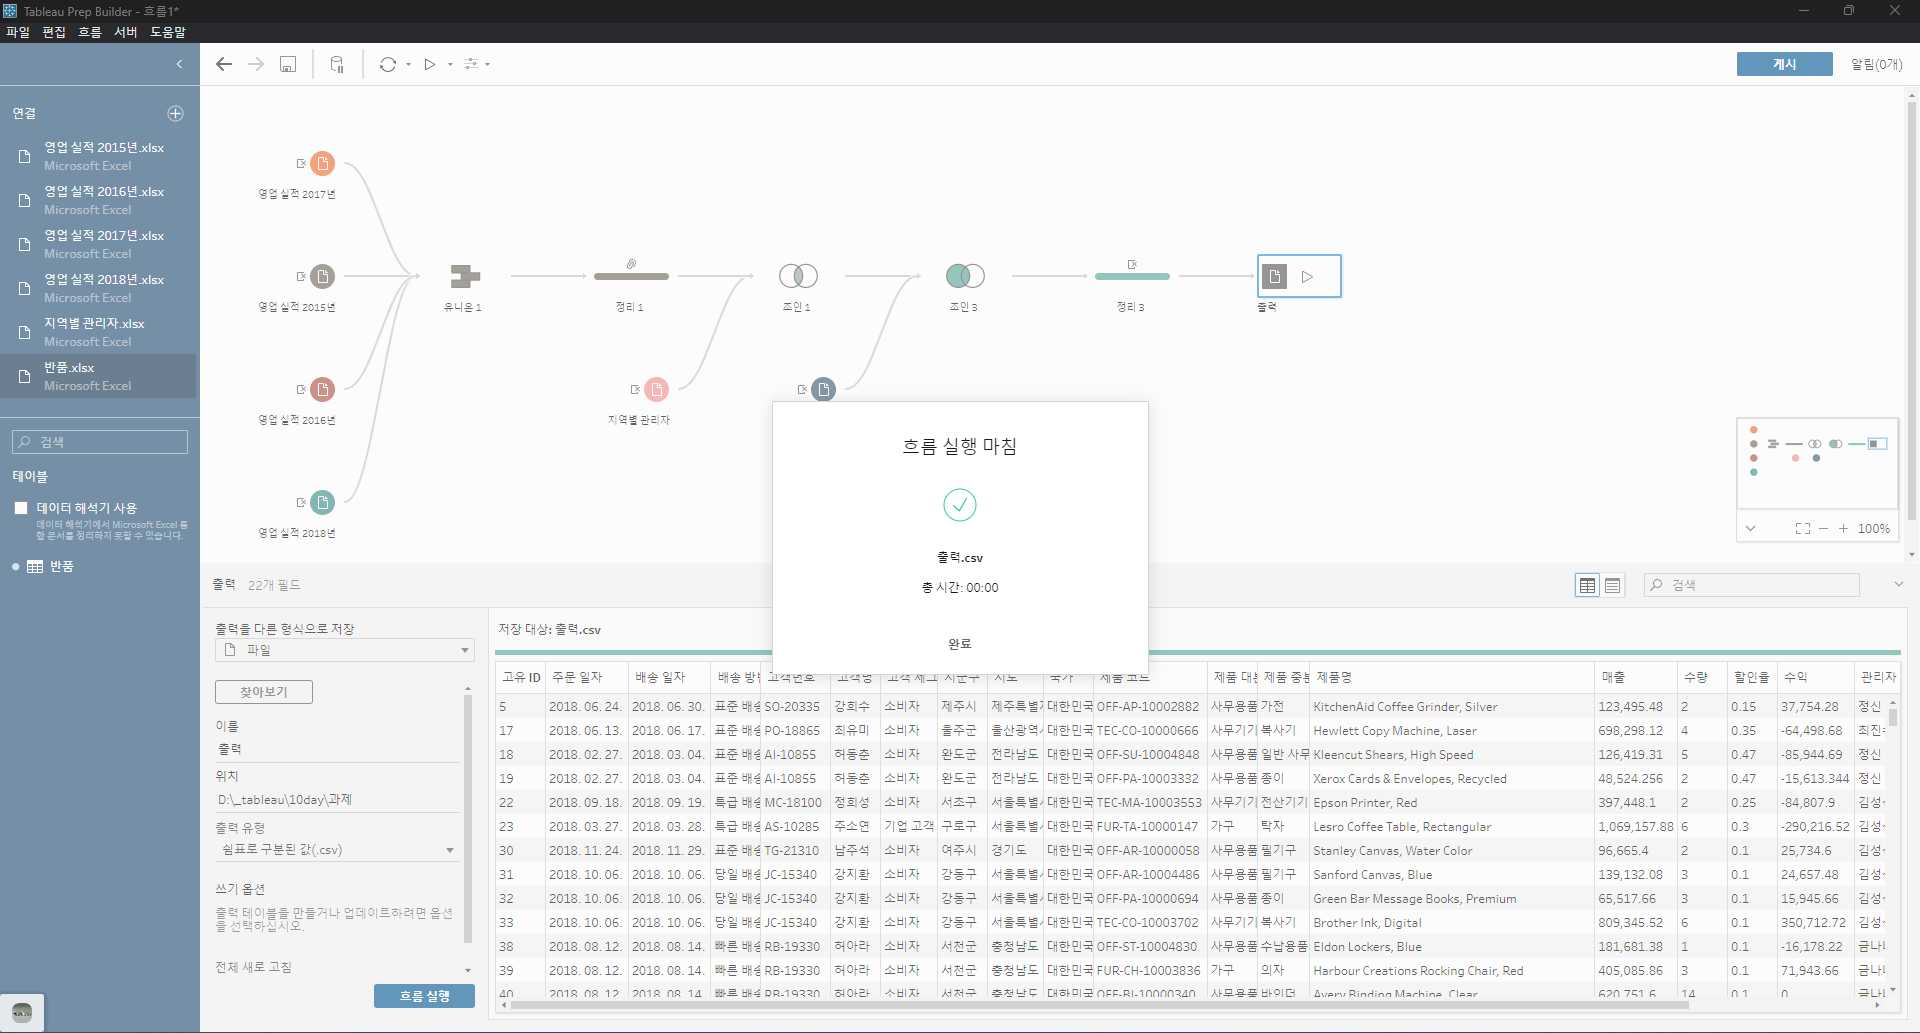 Tableau Prep Builder - 흐름1*
파일 편집 흐름 서버 도움말
게시
알림(0개)
연결
영업 실적 2015년.xlsx
Microsoft Excel
영업 실적 2016년.xlsx
Microsoft Excel
영업 실적 2017년.xlsx
Microsoft Excel
영업 실적 2018년.xlsx
Microsoft Excel
지역별 관리자.xlsx
Microsoft Excel
반품.xlsx
Microsoft Excel
검색
테이블
데이터 해석기 사용
데이터 해석기에서 Microsoft Excel 통
합 문서를 정리하지 못할 수 있습니다.
반품
영업 실적 2017년
영업 실적 2015년
유니온 1
정리 1
조인 1
조인 3
정리 3
출력
영업 실적 2016년
지역별 관리자
영업 실적 2018년
100%
흐름 실행 마침
출력.csv
총 시간: 00:00
완료
출력 22개 필드
검색
출력을 다른 형식으로 저장
파일
찾아보기
이름
출력
위치
D:\_tableau\10day\과제
출력 유형
쉼표로 구분된 값(.csv)
쓰기 옵션
출력 테이블을 만들거나 업데이트하려면 옵션
을 선택하십시오.
전체 새로 고침
흐름 실행
저장 대상: 출력.csv
고유 ID 주문 일자 배송 일자 배송 방 고객번호 고객명 고객 세그 시군구 시도 국가 제품 코드 제품 대 제품 중 제품명 매출 수량 할인율 수익 관리자
5 2018. 06. 24. 2018. 06. 30. 표준 배송 SO-20335 강희수 소비자 제주시 제주특별 대한민국 OFF-AP-10002882 사무용품 가전 KitchenAid Coffee Grinder, Silver 123,495.48 2 0.15 37,754.28 정신
17 2018. 06. 13. 2018. 06. 17. 표준 배송 PO-18865 최유미 소비자 울주군 울산광역 대한민국 TEC-CO-10000666 사무기기 복사기 Hewlett Copy Machine, Laser 698,298.12 4 0.35 -64,498.68 최진
18 2018. 02. 27. 2018. 03. 04. 표준 배송 AI-10855 허동준 소비자 완도군 전라남도 대한민국 OFF-SU-10004848 사무용품 일반 사무 Kleencut Shears, High Speed 126,419.31 5 0.47 -85,944.69 정신
19 2018. 02. 27. 2018. 03. 04. 표준 배송 AI-10855 허동준 소비자 완도군 전라남도 대한민국 OFF-PA-10003332 사무용품 종이 Xerox Cards & Envelopes, Recycled 48,524.256 2 0.47 -15,613.344 정신
22 2018. 09. 18. 2018. 09. 19. 특급 배송 MC-18100 정희성 소비자 서초구 서울특별 대한민국 TEC-MA-10003553 사무기기 전산기기 Epson Printer, Red 397,448.1 2 0.25 -84,807.9 김성
23 2018. 03. 27. 2018. 03. 28. 특급 배송 AS-10285 주소연 기업 고객 구로구 서울특별 대한민국 FUR-TA-10000147 가구 탁자 Lesro Coffee Table, Rectangular 1,069,157.88 6 0.3 -290,216.52 김성
30 2018. 11. 24. 2018. 11. 29. 표준 배송 TG-21310 남주석 소비자 여주시 경기도 대한민국 OFF-AR-10000058 사무용품 필기구 Stanley Canvas, Water Color 96,665.4 2 0.1 25,734.6 김성
31 2018. 10. 06. 2018. 10. 06. 당일 배송 JC-15340 강지환 소비자 강동구 서울특별 대한민국 OFF-AR-10004486 사무용품 필기구 Sanford Canvas, Blue 139,132.08 3 0.1 24,657.48 김성
32 2018. 10. 06. 2018. 10. 06. 당일 배송 JC-15340 강지환 소비자 강동구 서울특별 대한민국 OFF-PA-10000694 사무용품 종이 Green Bar Message Books, Premium 65,517.66 3 0.1 15,945.66 김성
33 2018. 10. 06. 2018. 10. 06. 당일 배송 JC-15340 강지환 소비자 강동구 서울특별 대한민국 TEC-CO-10003702 사무기기 복사기 Brother Ink, Digital 809,345.52 6 0.1 350,712.72 김성
38 2018. 08. 12. 2018. 08. 14. 빠른 배송 RB-19330 허아라 소비자 서천군 충청남도 대한민국 OFF-ST-10004830 사무용품 수납용품 Eldon Lockers, Blue 181,681.38 1 0.1 -16,178.22 금나
39 2018. 08. 12. 2018. 08. 14. 빠른 배송 RB-19330 허아라 소비자 서천군 충청남도 대한민국 FUR-CH-10003836 가구 의자 Harbour Creations Rocking Chair, Red 405,085.86 3 0.1 71,943.66 금나
40 2018. 08. 12. 2018. 08. 14. 빠른 배송 RB-19330 허아라 소비자 서천군 충청남도 대한민국 OFF-BI-10000340 사무용품 바인더 Avery Binding Machine, Clear 620,751.6 14 0.1 0 금나